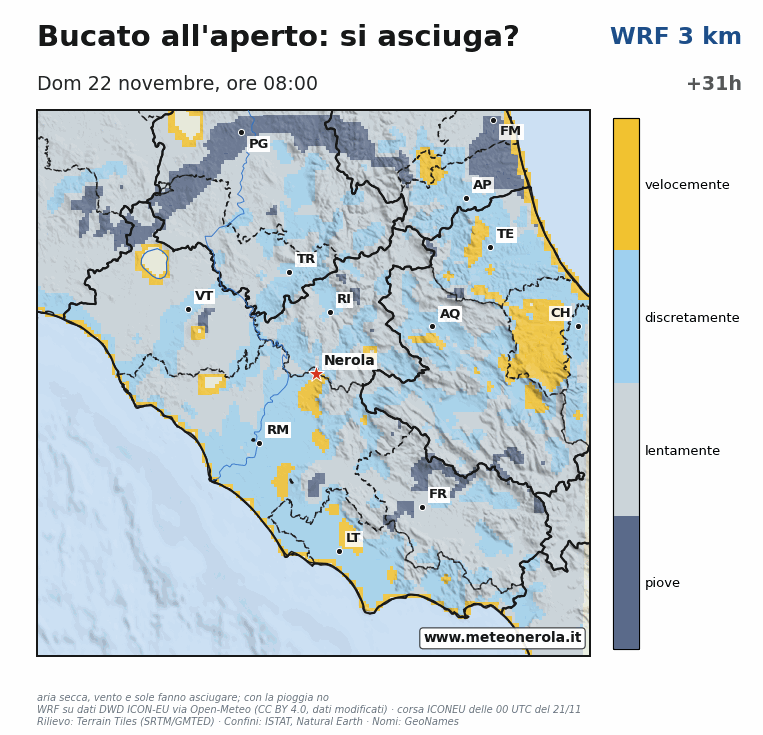 Bucato all'aperto: si asciuga?
WRF 3 km
Dom 22 novembre, ore 08:00
+31h
FM
PG
AP
TE
TR
VT
RI
AQ
CH
Nerola
RM
FR
LT
velocemente
discretamente
lentamente
piove
www.meteonerola.it
aria secca, vento e sole fanno asciugare; con la pioggia no
WRF su dati DWD ICON-EU via Open-Meteo (CC BY 4.0, dati modificati) · corsa ICONEU delle 00 UTC del 21/11
Rilievo: Terrain Tiles (SRTM/GMTED) · Confini: ISTAT, Natural Earth · Nomi: GeoNames